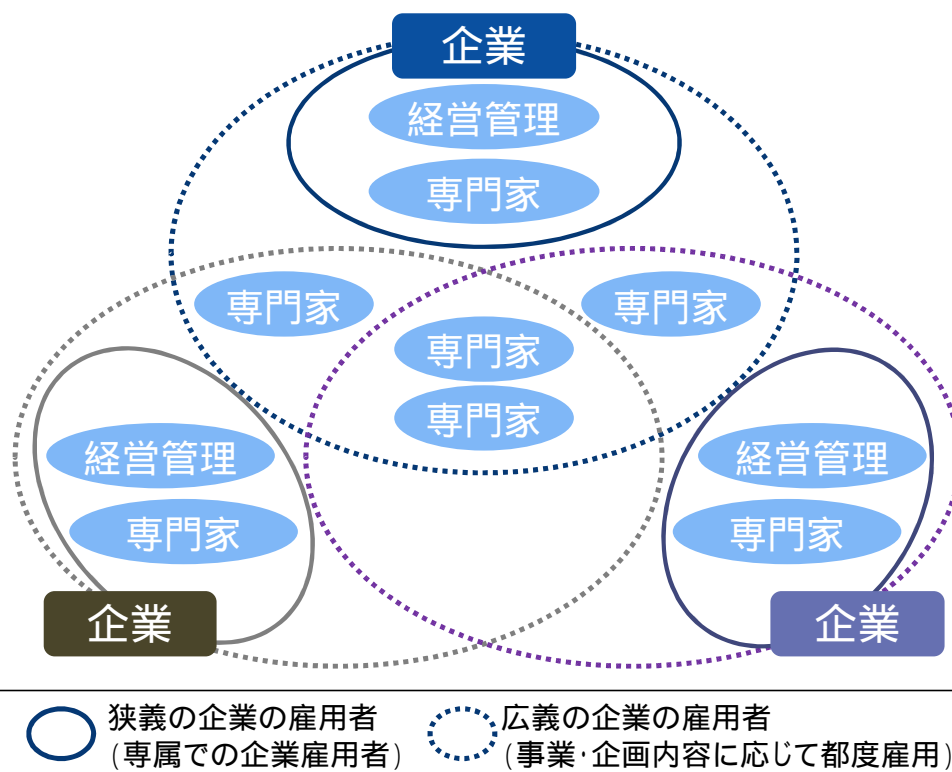 企業
経営管理
専門家
専門家
専門家
専門家
専門家
経営管理
専門家
企業
経営管理
専門家
企業
狭義の企業の雇用者
(専属での企業雇用者)
広義の企業の雇用者
(事業・企画内容に応じて都度雇用)